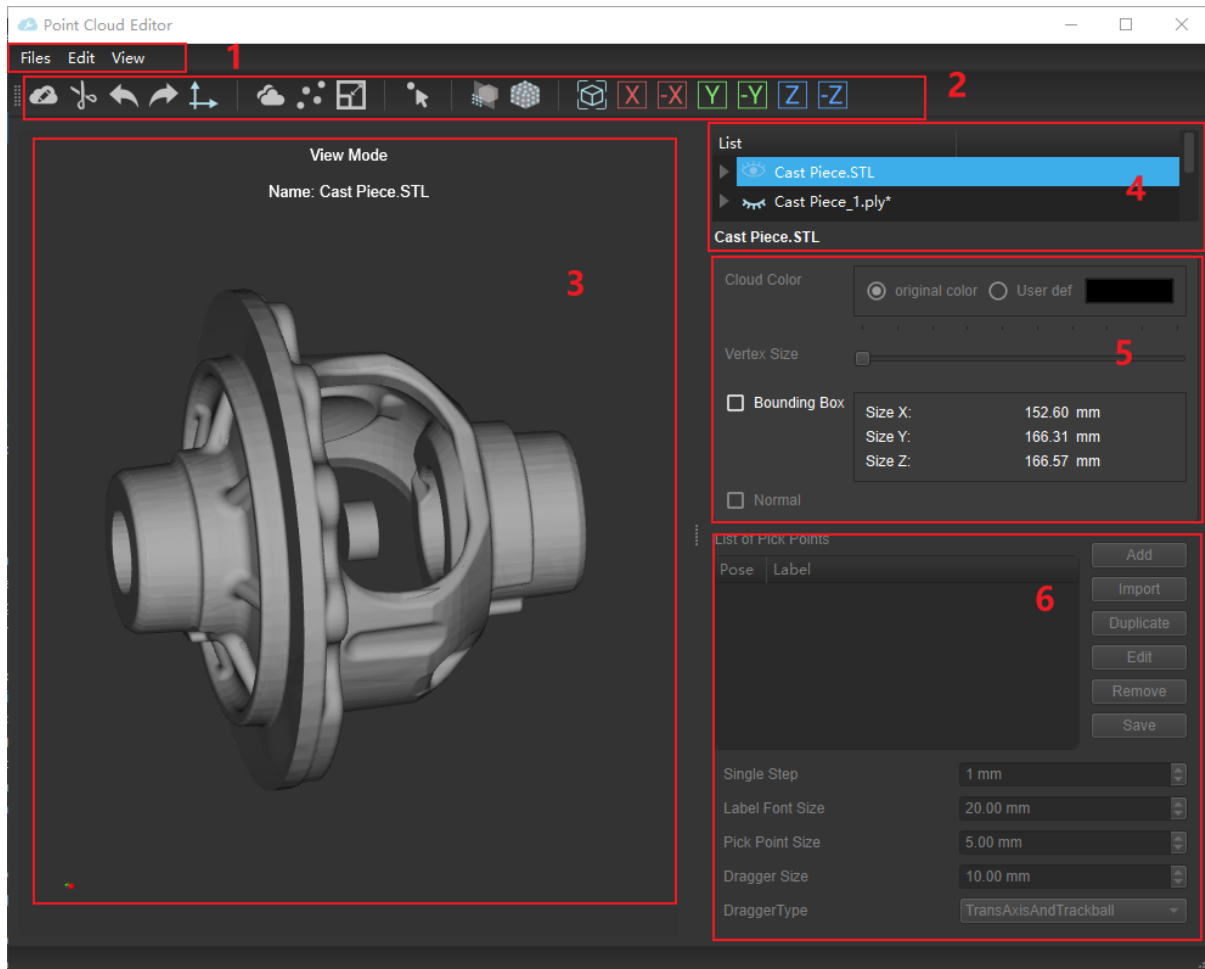 Point Cloud Editor
Files Edit View
1
2
X -X Y -Y Z -Z
View Mode
Name: Cast Piece.STL
3
List
Cast Piece.STL
Cast Piece_1.ply*
4
Cast Piece.STL
Cloud Color
original color User def
Vertex Size
5
Bounding Box
Size X: 152.60 mm
Size Y: 166.31 mm
Size Z: 166.57 mm
Normal
List of Pick Points
Pose Label
6
Add
Import
Duplicate
Edit
Remove
Save
Single Step 1 mm
Label Font Size 20.00 mm
Pick Point Size 5.00 mm
Dragger Size 10.00 mm
DraggerType TransAxisAndTrackball